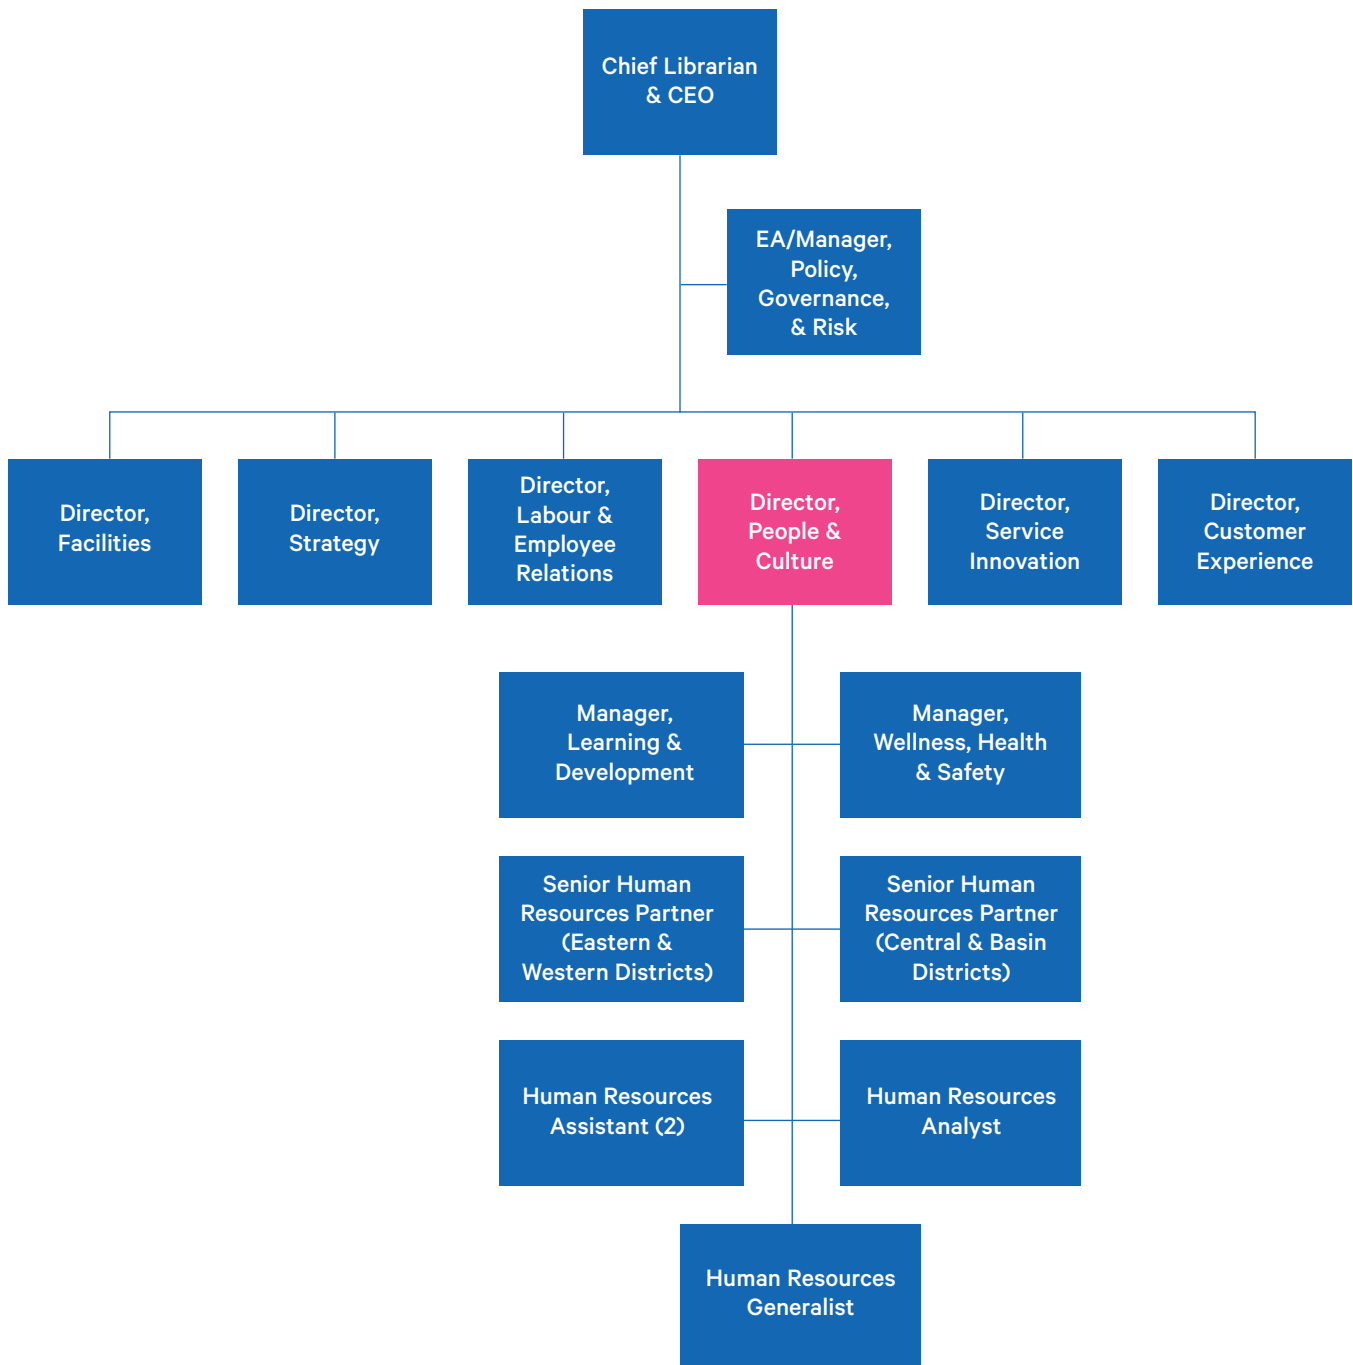 Chief Librarian
& CEO
EA/Manager,
Policy,
Governance,
& Risk
Director,
Facilities
Director,
Strategy
Director,
Labour &
Employee
Relations
Director,
People &
Culture
Director,
Service
Innovation
Director,
Customer
Experience
Manager,
Learning &
Development
Manager,
Wellness, Health
& Safety
Senior Human
Resources Partner
(Eastern &
Western Districts)
Senior Human
Resources Partner
(Central & Basin
Districts)
Human Resources
Assistant (2)
Human Resources
Analyst
Human Resources
Generalist